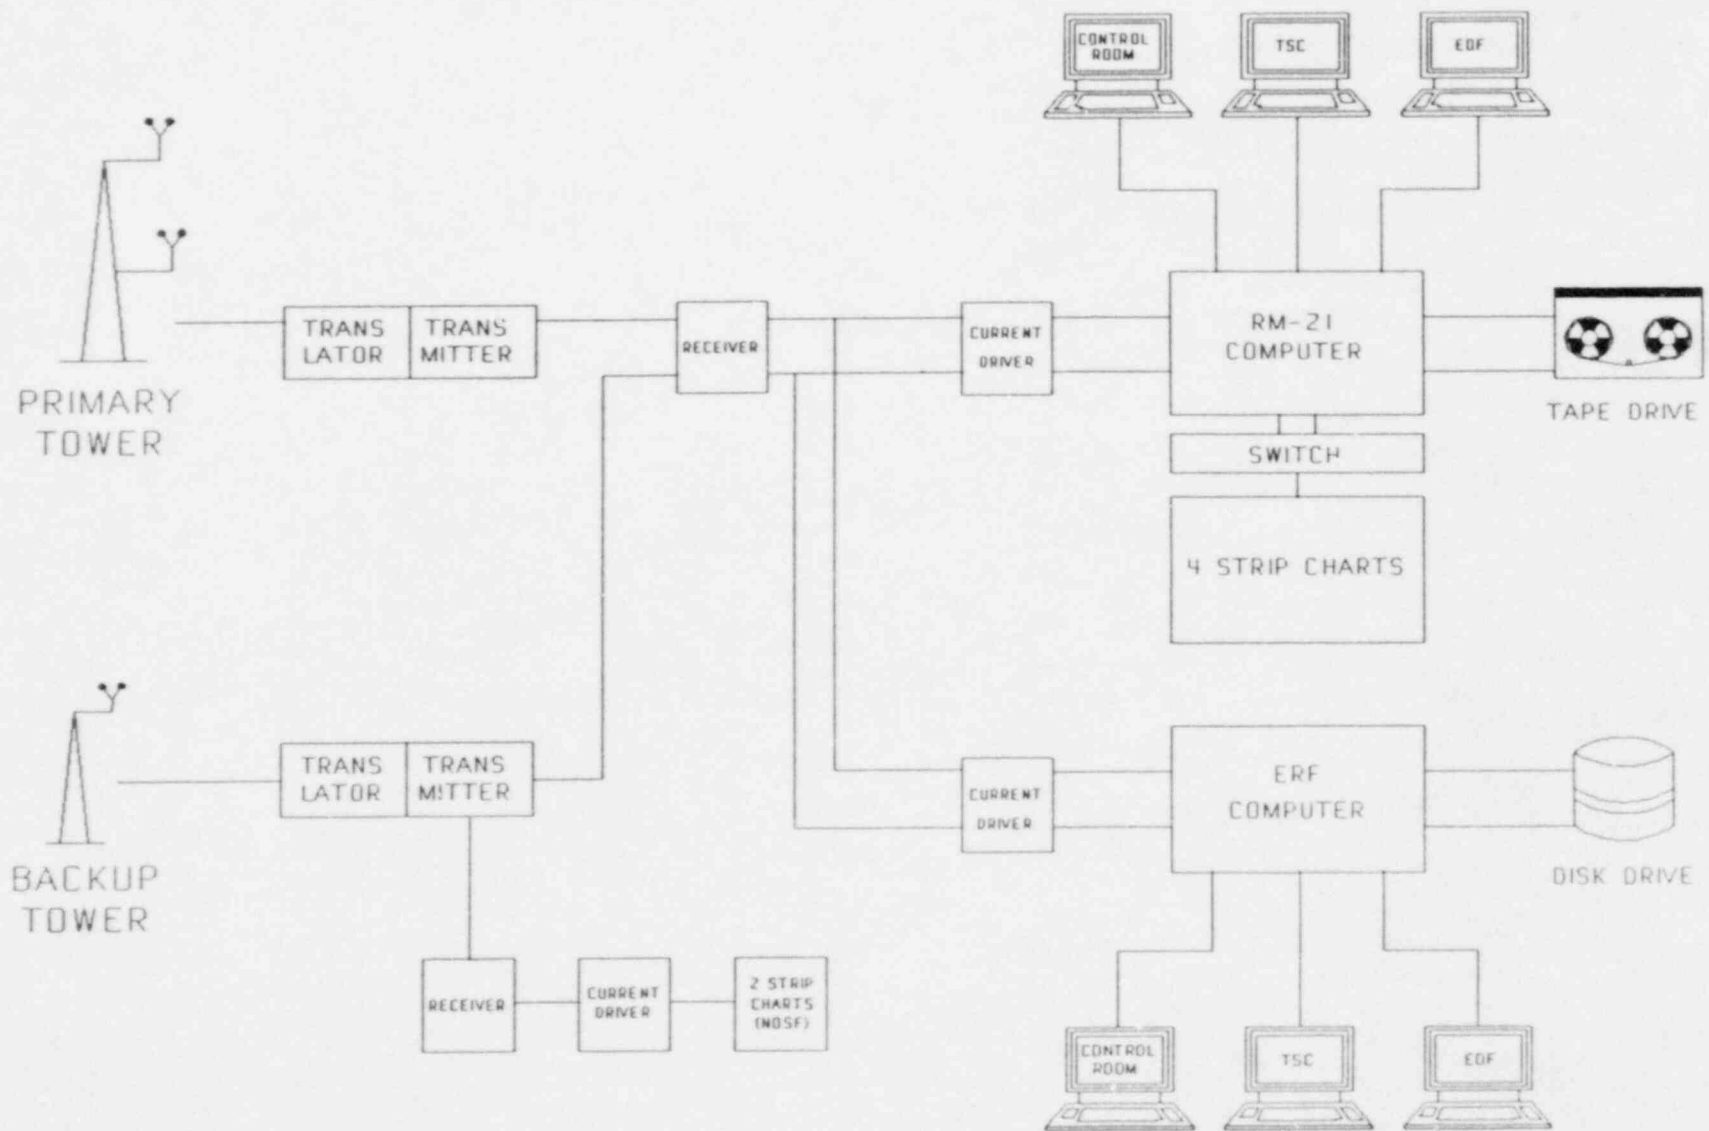 CONTROL
ROOM
TSC
EOF
TRANS
LATOR
TRANS
MITTER
RECEIVER
CURRENT
DRIVER
RM-21
COMPUTER
PRIMARY
TOWER
TAPE DRIVE
SWITCH
4 STRIP CHARTS
TRANS
LATOR
TRANS
MITTER
CURRENT
DRIVER
ERF
COMPUTER
BACKUP
TOWER
DISK DRIVE
RECEIVER
CURRENT
DRIVER
2 STRIP
CHARTS
(NOSF)
CONTROL
ROOM
TSC
EOF